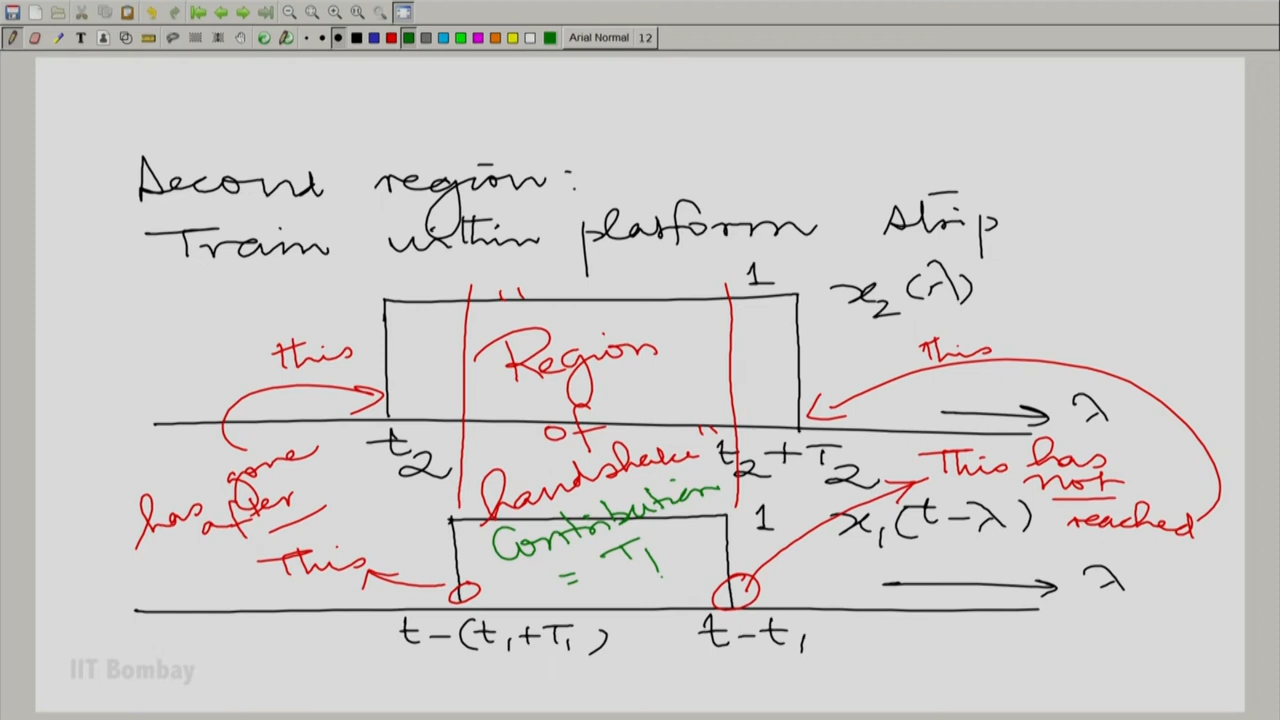 Arial Normal 12
Second region:
Train within platform strip
1 x₂(λ)
"Region of handshake"
this
this
λ
t₂ t₂+T₂
has gone after
This
This has not reached
Contribution = T₁
1 x₁(t-λ)
λ
t-(t₁+T₁) t-t₁
IIT Bombay